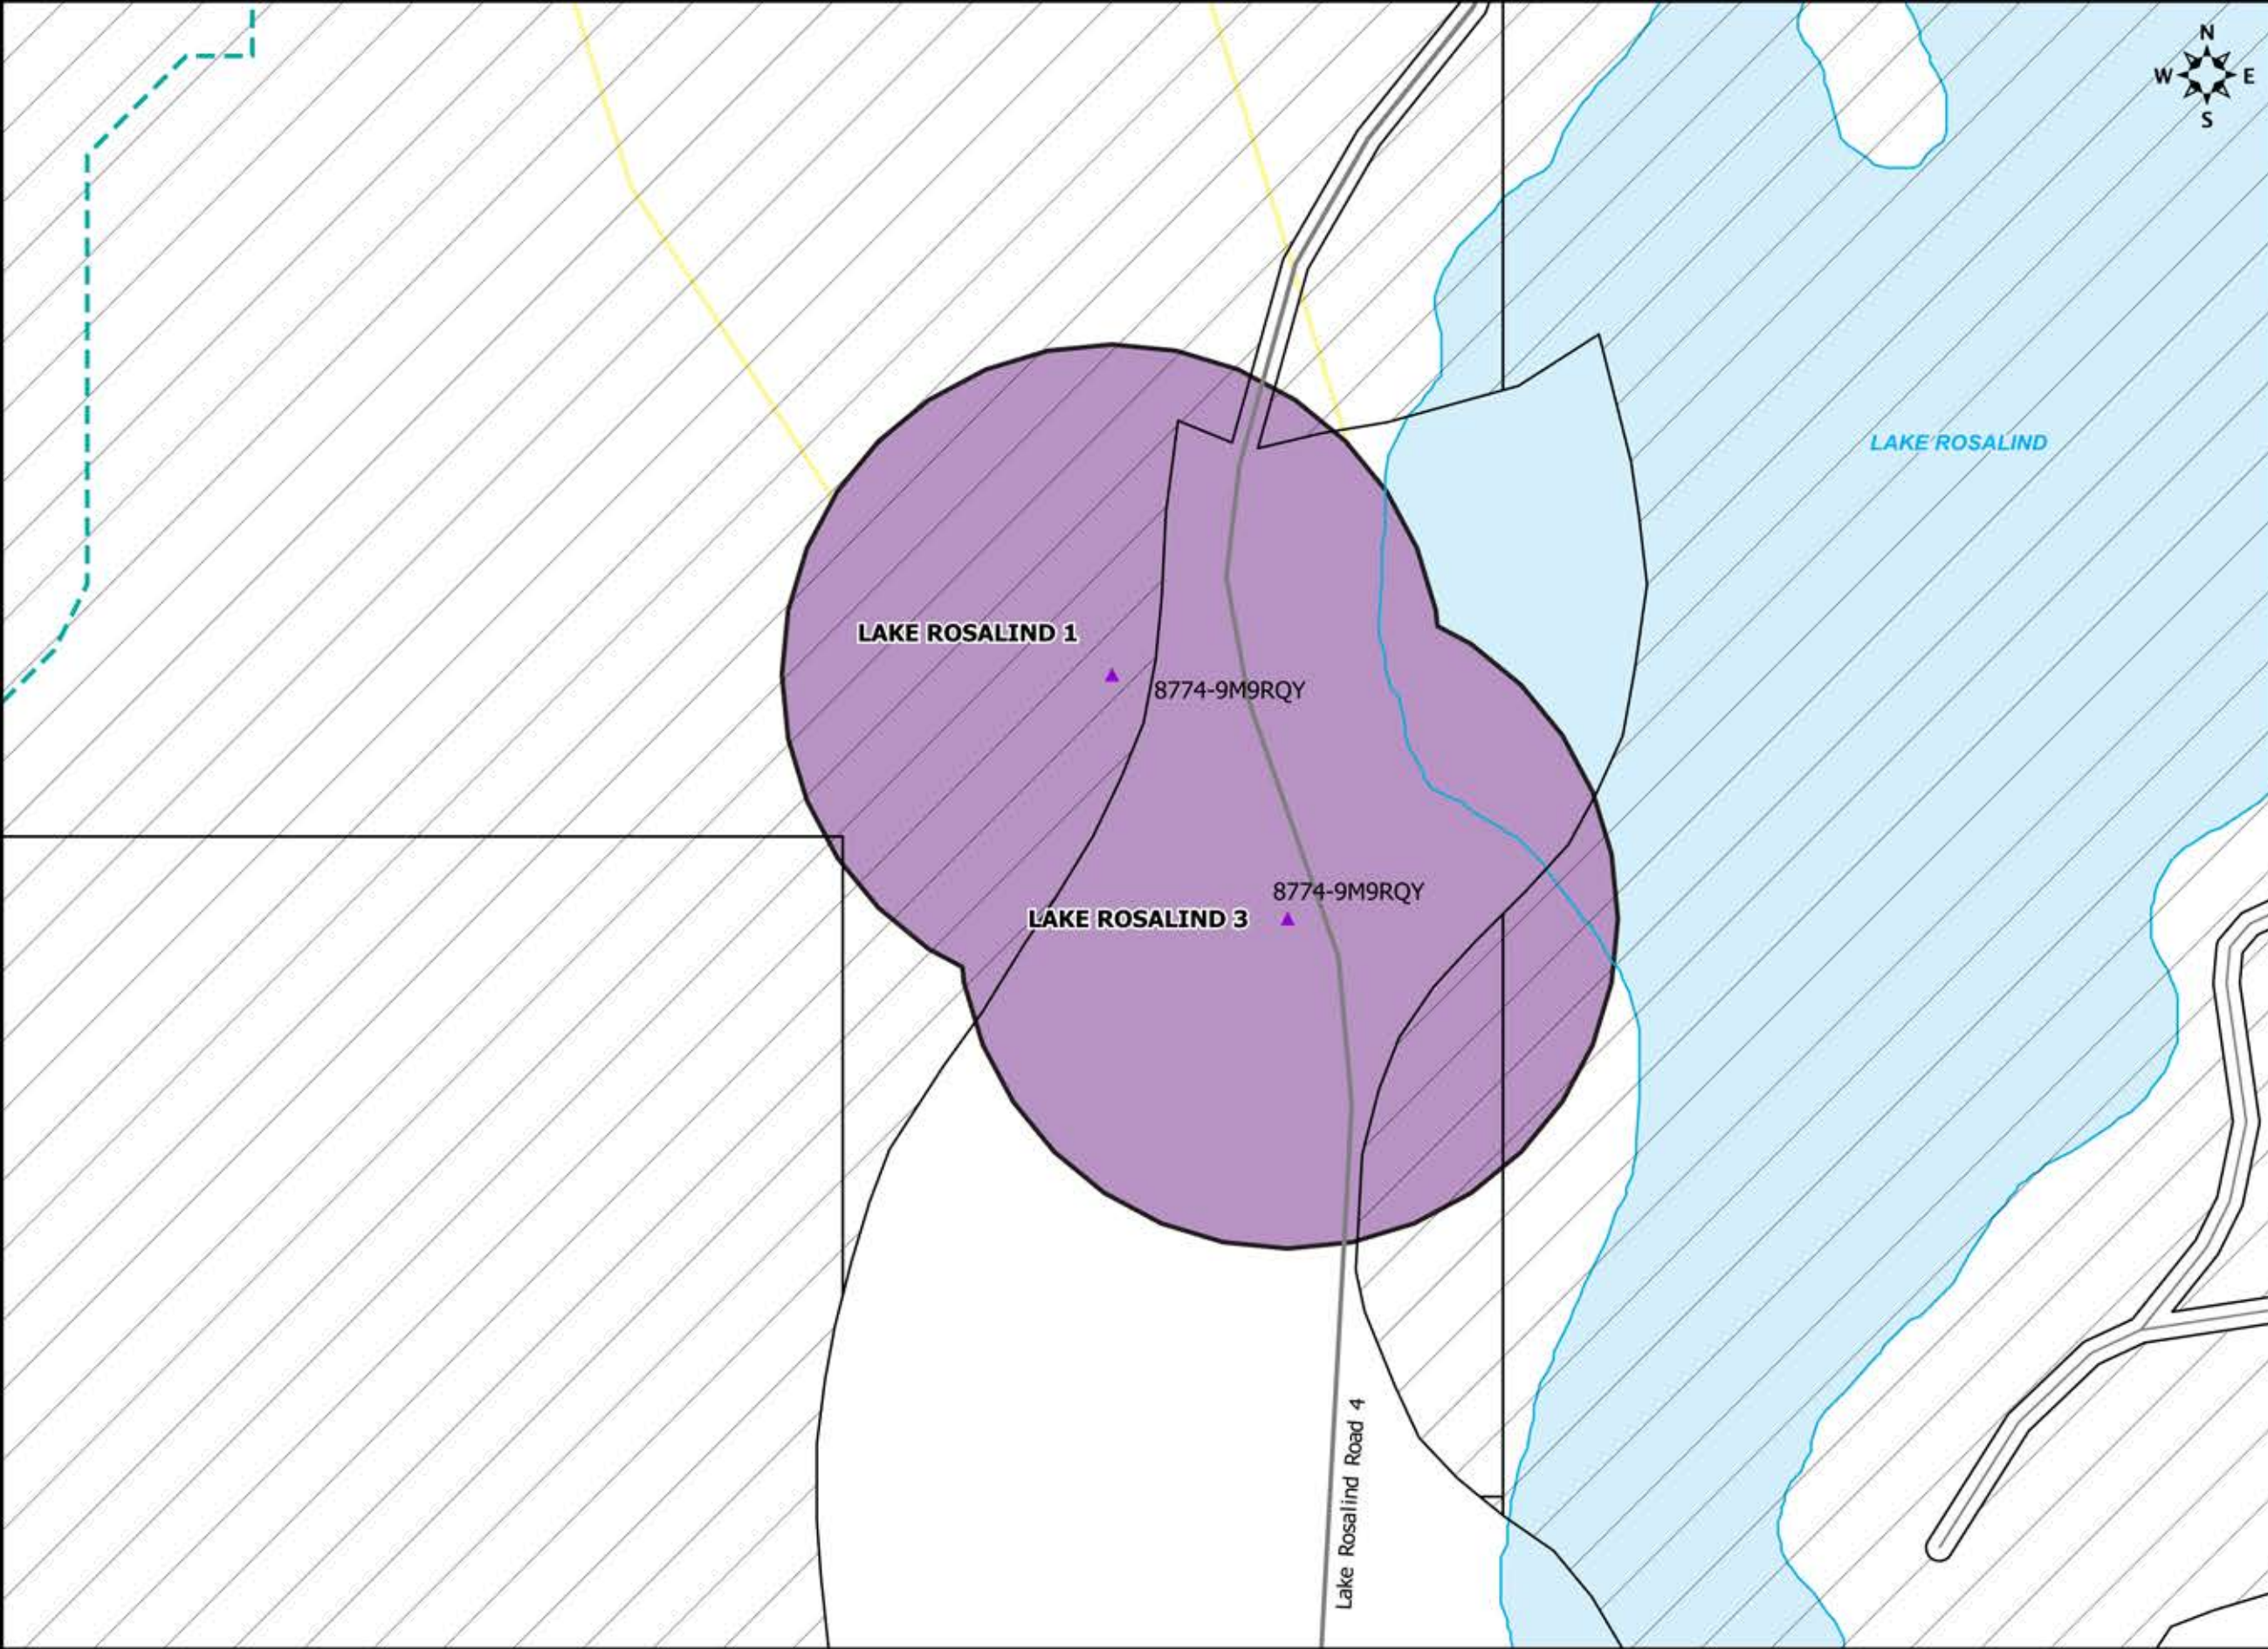 N
W E
S
LAKE ROSALIND
LAKE ROSALIND 1
8774-9M9RQY
8774-9M9RQY
LAKE ROSALIND 3
Lake Rosalind Road 4